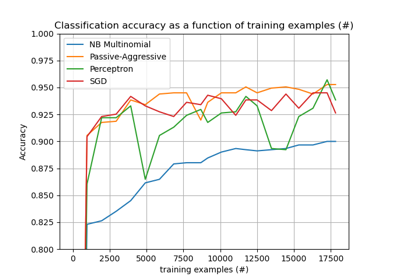 Classification accuracy as a function of training examples (#)
1.000
0.975
0.950
0.925
0.900
0.875
0.850
0.825
0.800
Accuracy
NB Multinomial
Passive-Aggressive
Perceptron
SGD
0 2500 5000 7500 10000 12500 15000 17500
training examples (#)